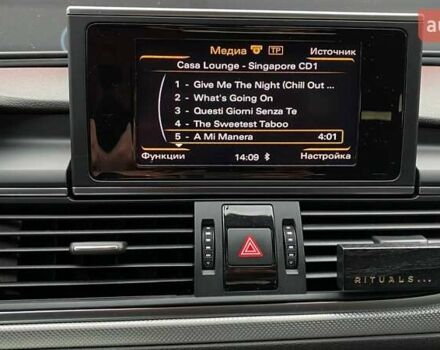 Медиа TP Источник
Casa Lounge - Singapore CD1
1 - Give Me The Night (Chill Out ...
2 - What's Going On
3 - Questi Giorni Senza Te
4 - The Sweetest Taboo
5 - A Mi Manera 4:01
Функции 14:09 Настройка
RITUALS...